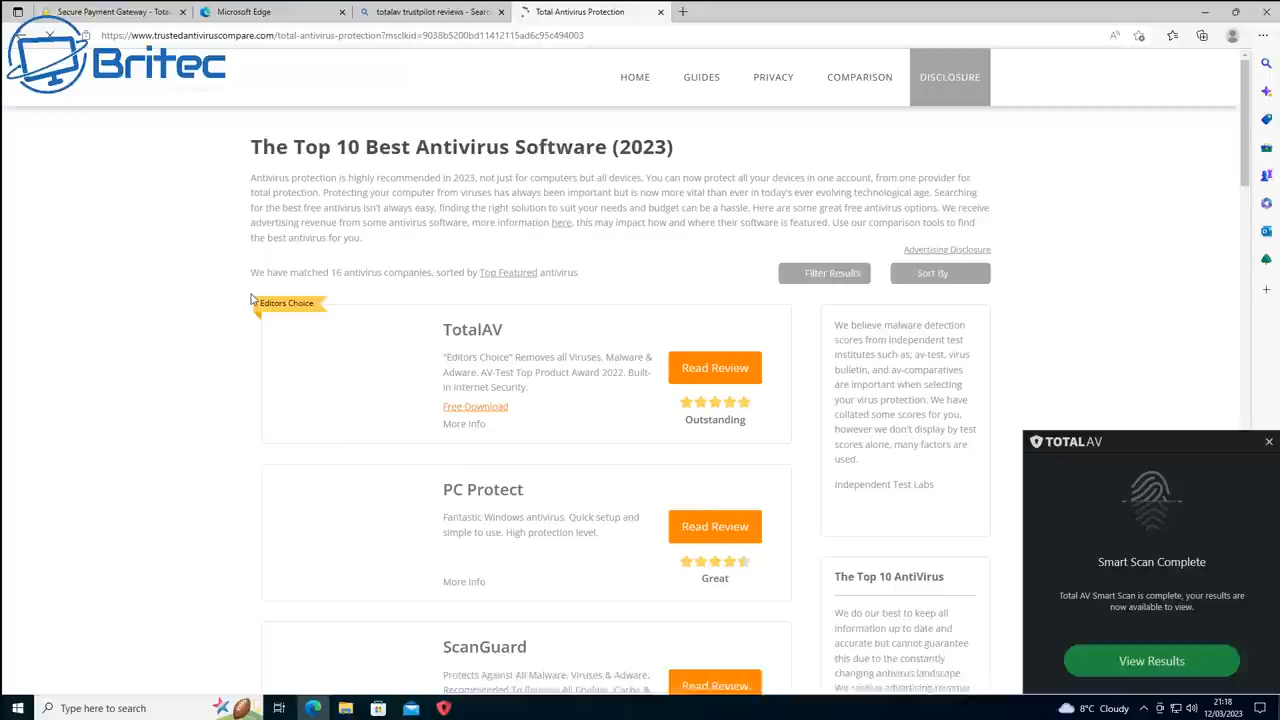 Secure Payment Gateway - Total
Microsoft Edge
totalav trustpilot reviews - Searc
Total Antivirus Protection
https://www.trustedantiviruscompare.com/total-antivirus-protection?msclkid=9038b5200bd11412115d4ad6c95c494003
Britec
HOME
GUIDES
PRIVACY
COMPARISON
DISCLOSURE
The Top 10 Best Antivirus Software (2023)
Antivirus protection is highly recommended in 2023, not just for computers but all devices. You can now protect all your devices in one account, from one provider for
total protection. Protecting your computer from viruses has always been important but is now more vital than ever in today's ever evolving technological age. Searching
for the best free antivirus isn't always easy, finding the right solution to suit your needs and budget can be a hassle. Here are some great free antivirus options. We receive
advertising revenue from some antivirus software, more information here, this may impact how and where their software is featured. Use our comparison tools to find
the best antivirus for you.
Advertising Disclosure
We have matched 16 antivirus companies, sorted by Top Featured antivirus
Filter Results
Sort By
Editors Choice
TotalAV
"Editors Choice" Removes all Viruses, Malware &
Adware. AV-Test Top Product Award 2022. Built-
in Internet Security.
Free Download
More Info
Read Review
Outstanding
PC Protect
Fantastic Windows antivirus. Quick setup and
simple to use. High protection level.
More Info
Read Review
Great
ScanGuard
Protects Against All Malware, Viruses & Adware.
Read Review
We believe malware detection
scores from independent test
institutes such as; av-test, virus
bulletin, and av-comparatives
are important when selecting
your virus protection. We have
collated some scores for you,
however we don't display by test
scores alone, many factors are
used.
Independent Test Labs
The Top 10 AntiVirus
We do our best to keep all
information up to date and
accurate but cannot guarantee
this due to the constantly
changing antivirus landscape
TOTAL AV
Smart Scan Complete
Total AV Smart Scan is complete, your results are
now available to view.
View Results
Type here to search
8°C Cloudy
21:18
12/03/2023